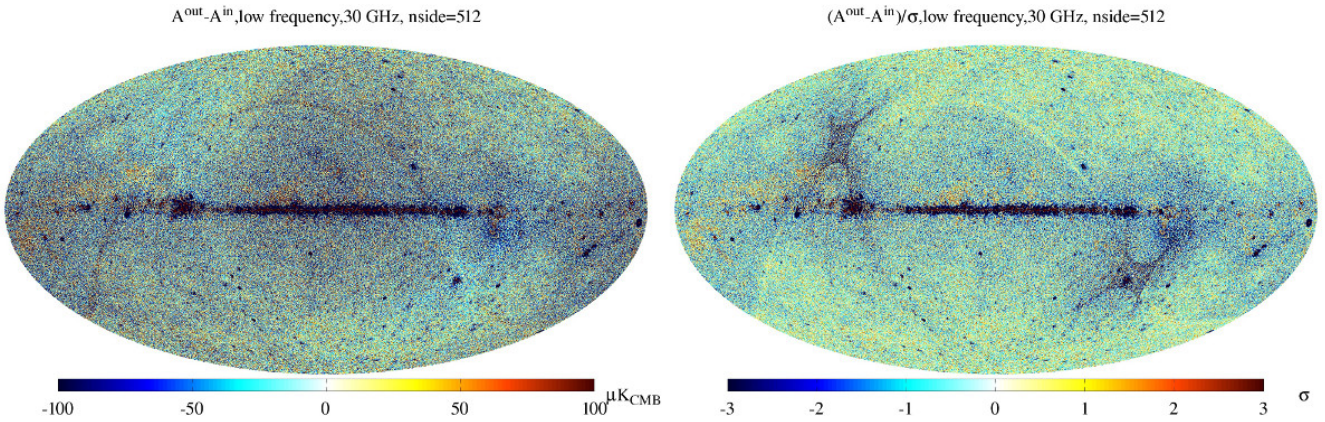 A^out-A^in,low frequency,30 GHz, nside=512
-100 -50 0 50 100 μK_CMB
(A^out-A^in)/σ,low frequency,30 GHz, nside=512
-3 -2 -1 0 1 2 3 σ